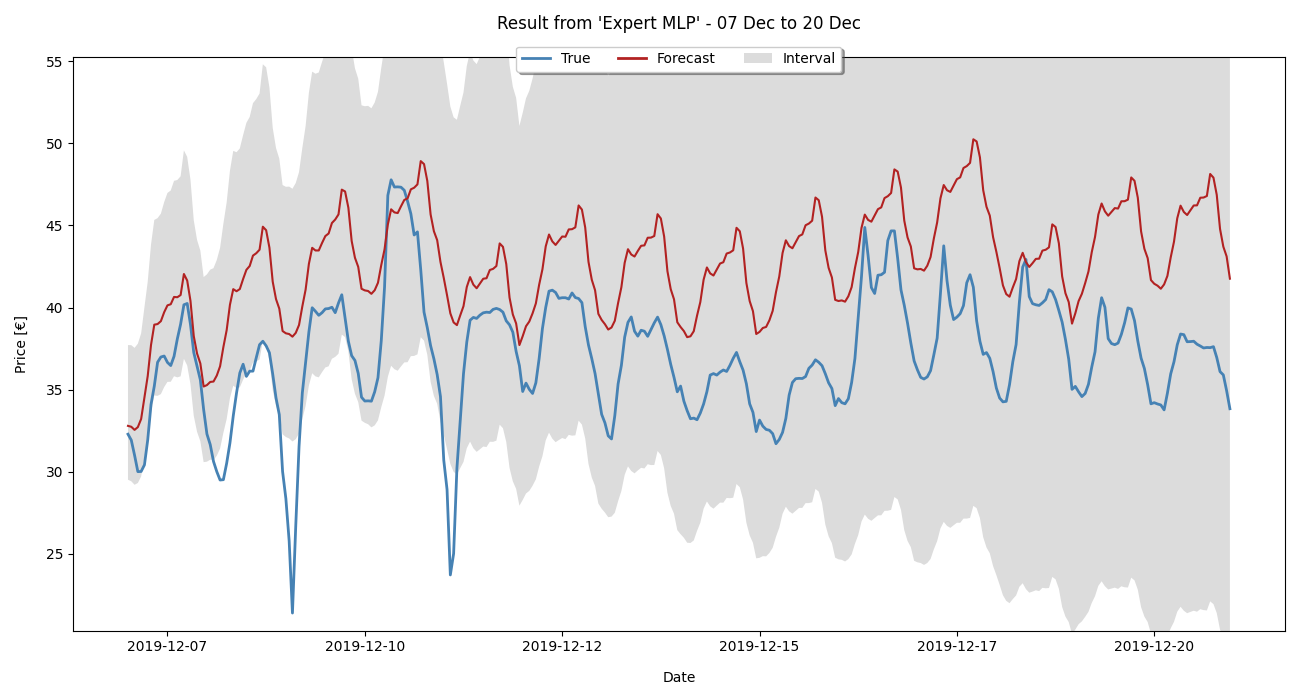 Result from 'Expert MLP' - 07 Dec to 20 Dec
True Forecast Interval
55
50
45
40
35
30
25
Price [€]
2019-12-07 2019-12-10 2019-12-12 2019-12-15 2019-12-17 2019-12-20
Date